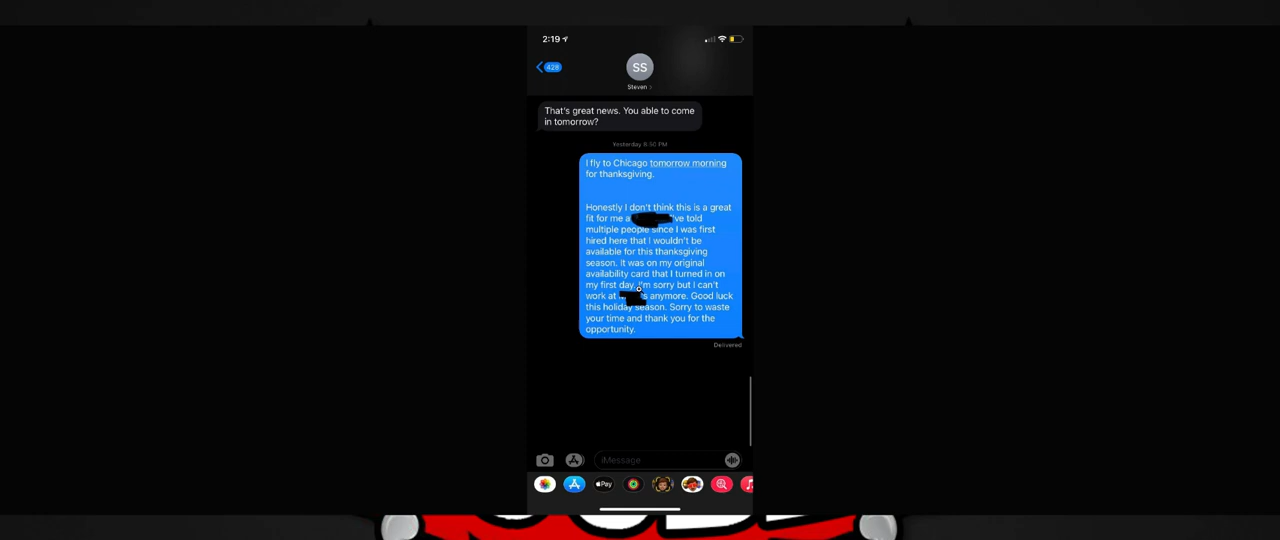 2:19
428
SS
Steven
That's great news. You able to come
in tomorrow?
Yesterday 8:50 PM
I fly to Chicago tomorrow morning
for thanksgiving.
Honestly I don't think this is a great
fit for me a I've told
multiple people since I was first
hired here that I wouldn't be
available for this thanksgiving
season. It was on my original
availability card that I turned in on
my first day. I'm sorry but I can't
work at s anymore. Good luck
this holiday season. Sorry to waste
your time and thank you for the
opportunity.
Delivered
iMessage
Pay